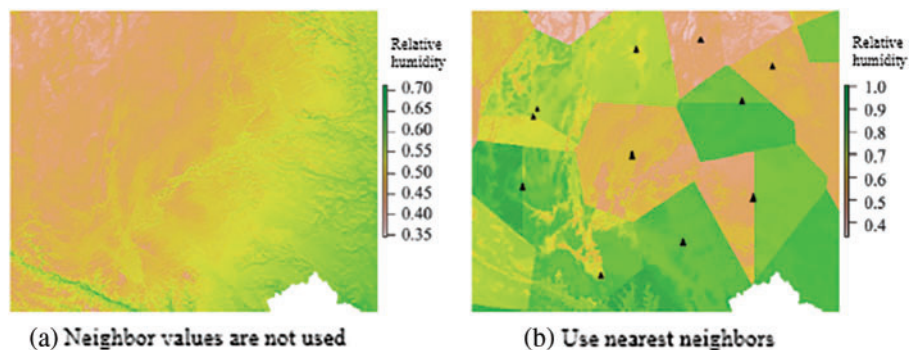 Relative
humidity
0.70
0.65
0.60
0.55
0.50
0.45
0.40
0.35
(a) Neighbor values are not used
Relative
humidity
1.0
0.9
0.8
0.7
0.6
0.5
0.4
(b) Use nearest neighbors